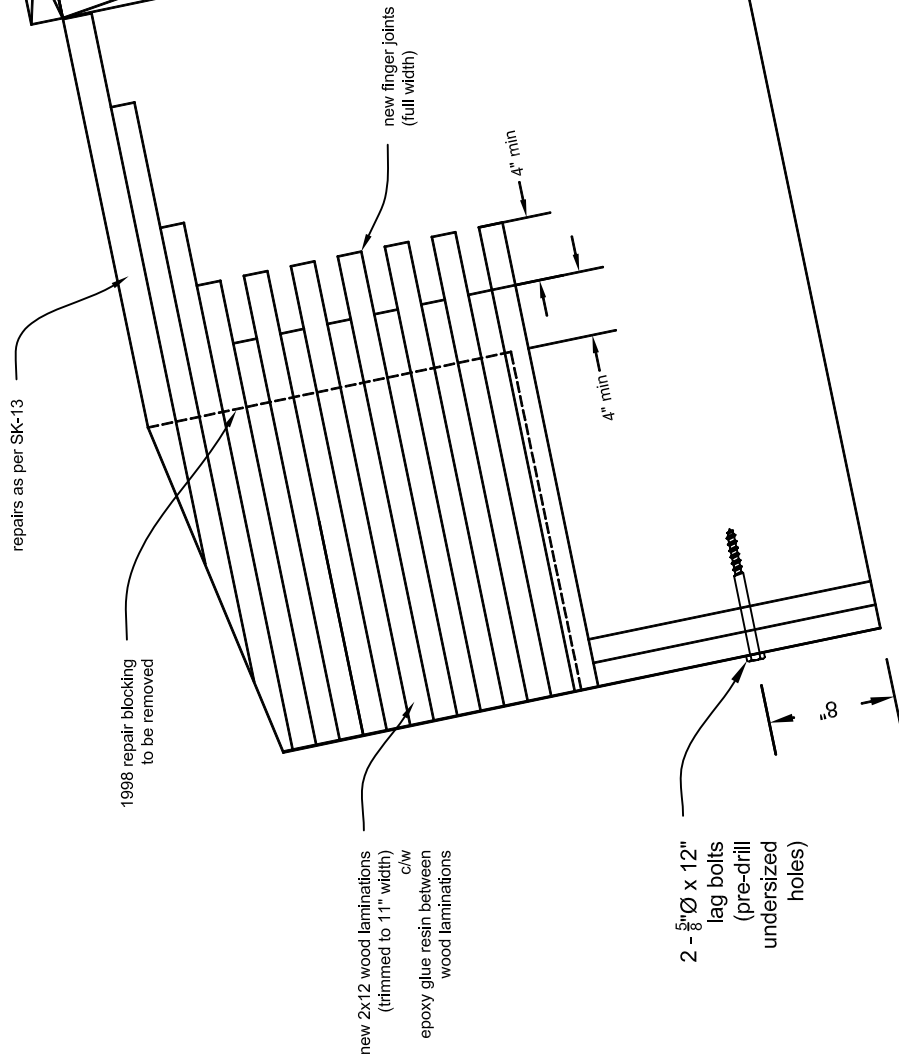 repairs as per SK-13
new finger joints
(full width)
4" min
4" min
1998 repair blocking
to be removed
new 2x12 wood laminations
(trimmed to 11" width)
c/w
epoxy glue resin between
wood laminations
2 - 5/8"Ø x 12"
lag bolts
(pre-drill
undersized
holes)
8"